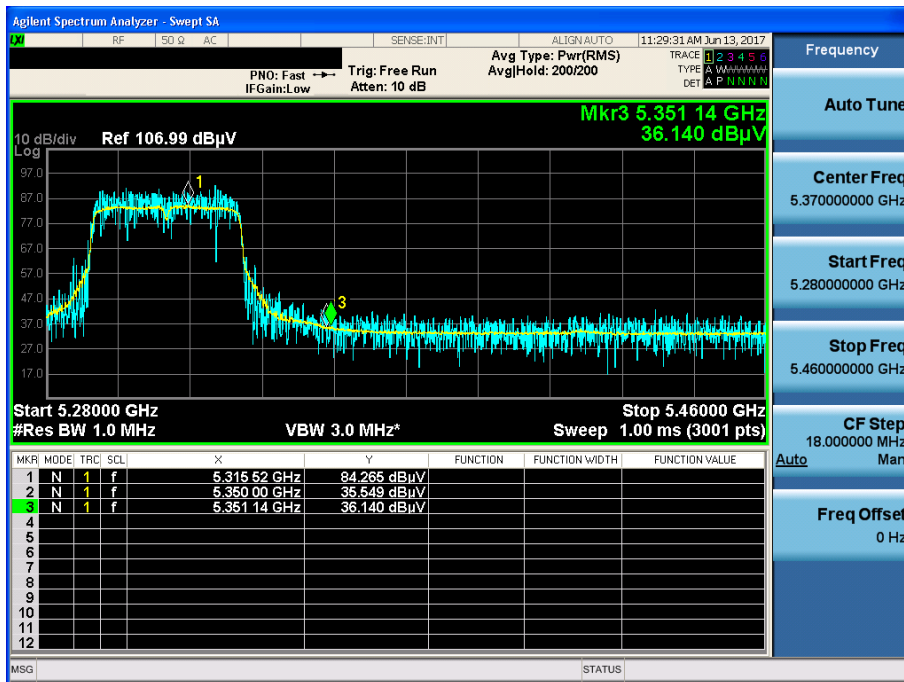 Agilent Spectrum Analyzer - Swept SA
LXI RF 50 Ω AC SENSE:INT ALIGNAUTO 11:29:31 AM Jun 13, 2017
Frequency
PNO: Fast Trig: Free Run Avg Type: Pwr(RMS) TRACE 1 2 3 4 5 6
IFGain:Low Atten: 10 dB Avg|Hold: 200/200 TYPE A WWWWW
DET A P N N N N
Auto Tune
Mkr3 5.351 14 GHz
36.140 dBµV
10 dB/div Ref 106.99 dBµV
Log
97.0
87.0
77.0
67.0
57.0
47.0
37.0
27.0
17.0
1
3
Center Freq
5.370000000 GHz
Start Freq
5.280000000 GHz
Stop Freq
5.460000000 GHz
Start 5.28000 GHz Stop 5.46000 GHz
#Res BW 1.0 MHz VBW 3.0 MHz* Sweep 1.00 ms (3001 pts)
CF Step
18.000000 MHz
Auto Man
MKR MODE TRC SCL X Y FUNCTION FUNCTION WIDTH FUNCTION VALUE
1 N 1 f 5.315 52 GHz 84.265 dBµV
2 N 1 f 5.350 00 GHz 35.549 dBµV
3 N 1 f 5.351 14 GHz 36.140 dBµV
4
5
6
7
8
9
10
11
12
Freq Offset
0 Hz
MSG STATUS